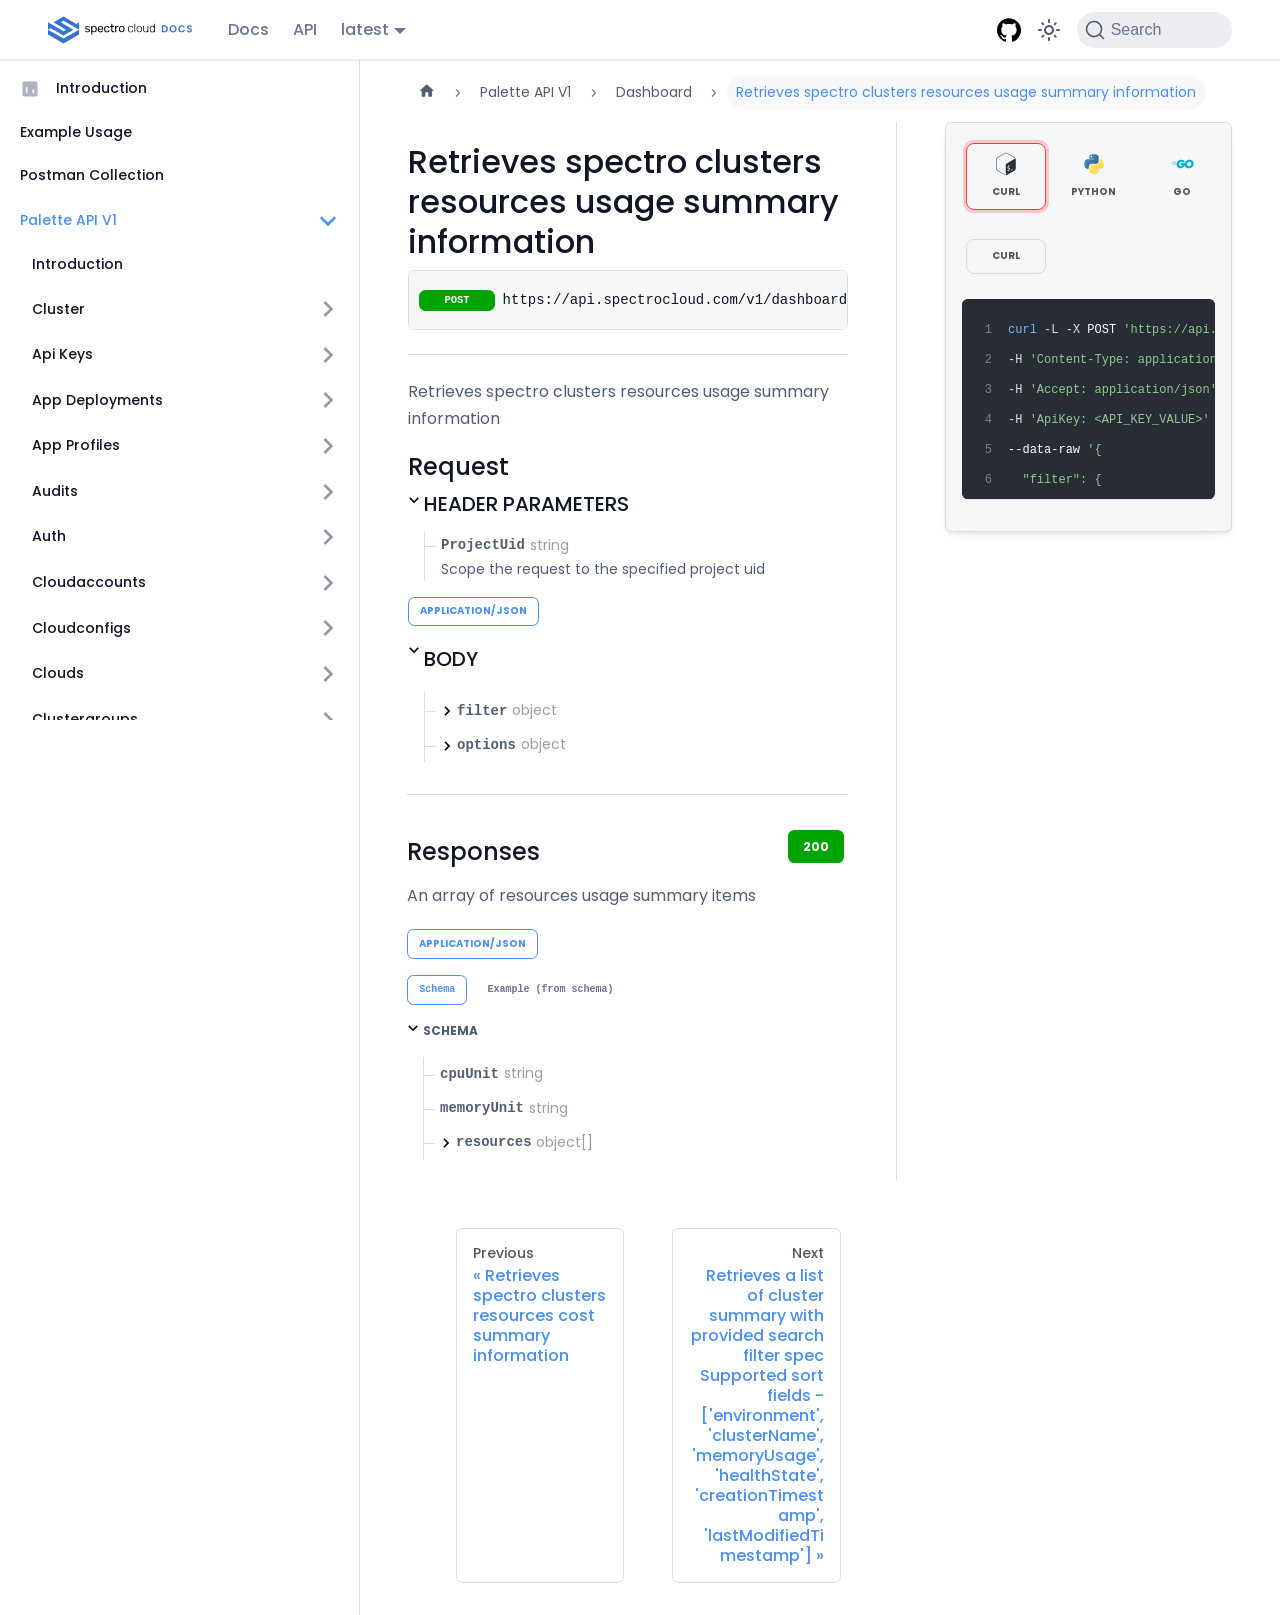 spectro cloud DOCS
Docs
API
latest
Search
Introduction
Example Usage
Postman Collection
Palette API V1
Introduction
Cluster
Api Keys
App Deployments
App Profiles
Audits
Auth
Cloudaccounts
Cloudconfigs
Clouds
Clustergroups
Palette API V1
Dashboard
Retrieves spectro clusters resources usage summary information
Retrieves spectro clusters
resources usage summary
information
POST
https://api.spectrocloud.com/v1/dashboard
Retrieves spectro clusters resources usage summary
information
Request
HEADER PARAMETERS
ProjectUid string
Scope the request to the specified project uid
APPLICATION/JSON
BODY
filter object
options object
Responses
200
An array of resources usage summary items
APPLICATION/JSON
Schema
Example (from schema)
SCHEMA
cpuUnit string
memoryUnit string
resources object[]
CURL
PYTHON
GO
GO
CURL
1 curl -L -X POST 'https://api.
2 -H 'Content-Type: application
3 -H 'Accept: application/json'
4 -H 'ApiKey: <API_KEY_VALUE>'
5 --data-raw '{
6 "filter": {
Previous
« Retrieves
spectro clusters
resources cost
summary
information
Next
Retrieves a list
of cluster
summary with
provided search
filter spec
Supported sort
fields -
['environment',
'clusterName',
'memoryUsage',
'healthState',
'creationTimest
amp',
'lastModifiedTi
mestamp'] »